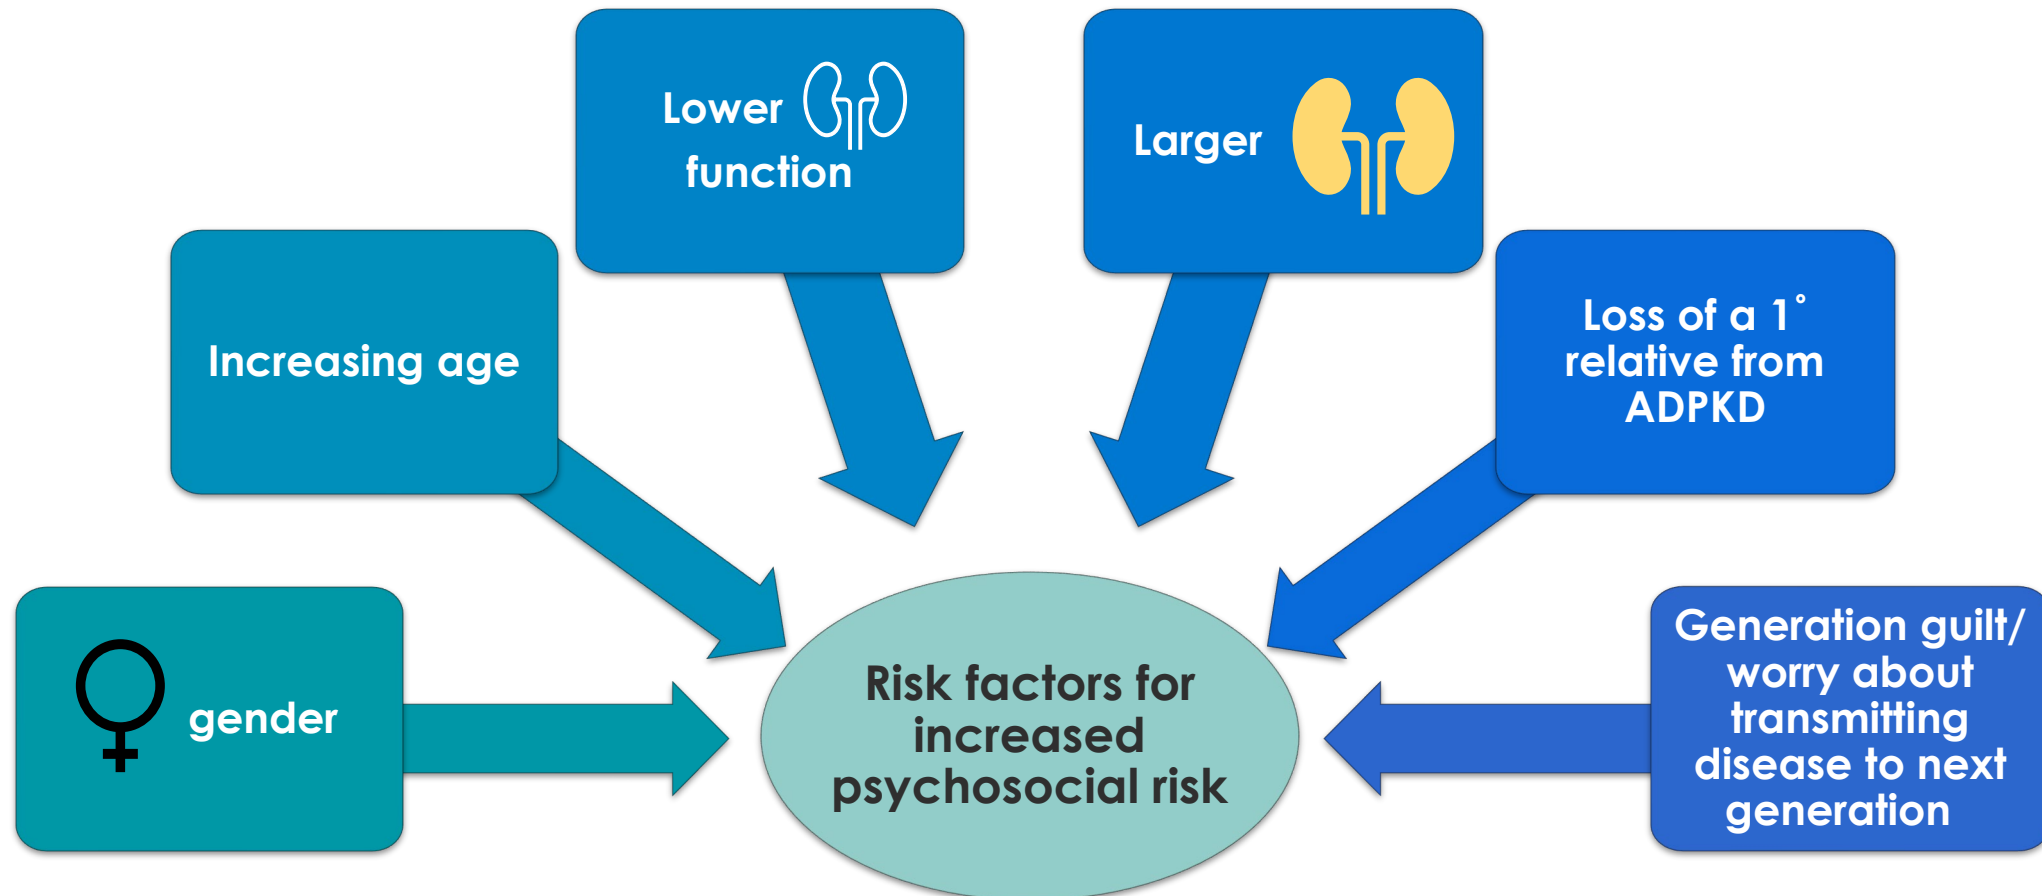 Lower
function
Larger
Increasing age
Loss of a 1°
relative from
ADPKD
gender
Risk factors for
increased
psychosocial risk
Generation guilt/
worry about
transmitting
disease to next
generation